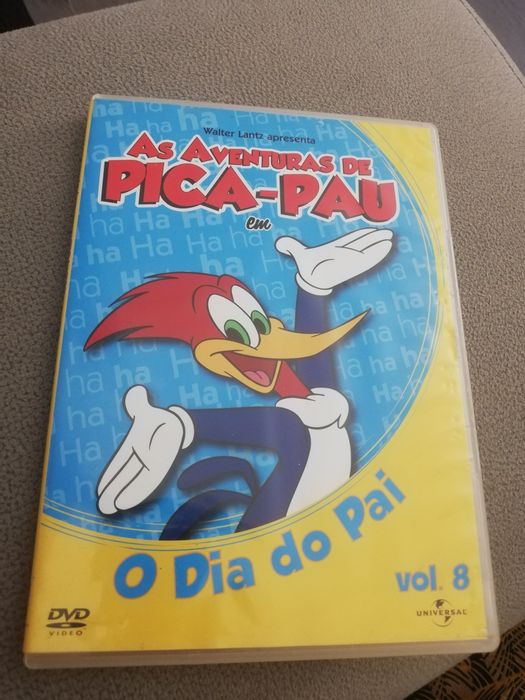 Walter Lantz apresenta
As Aventuras de
PICA-PAU
em
O Dia do Pai
vol. 8
DVD
VIDEO
UNIVERSAL